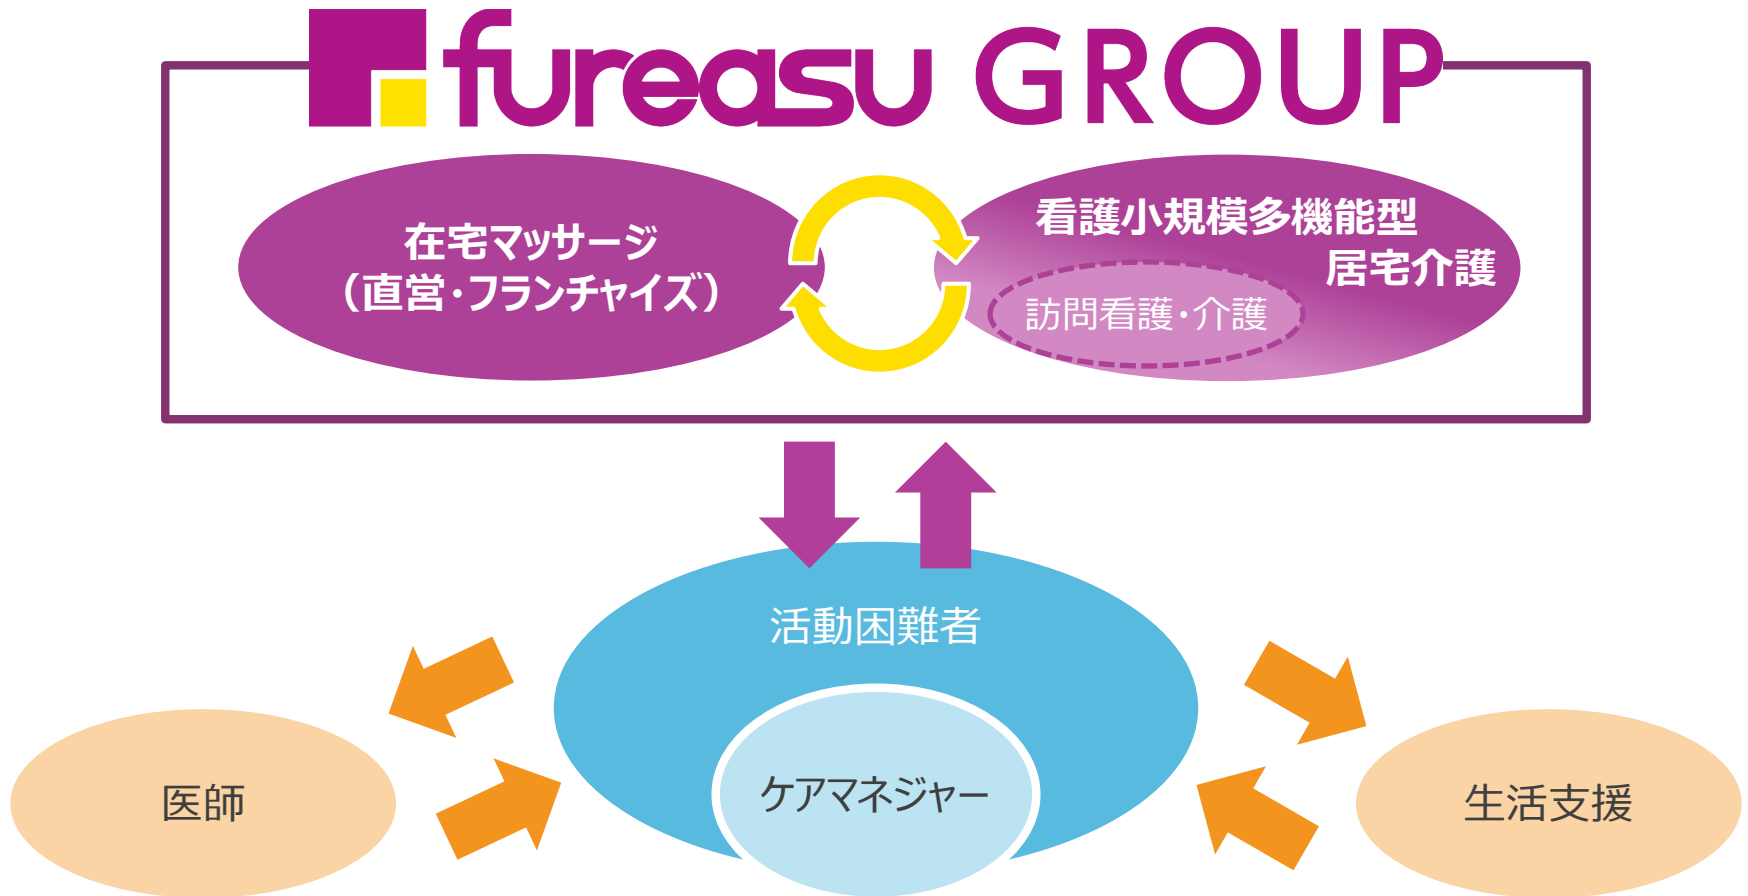 fureasu GROUP
在宅マッサージ
（直営・フランチャイズ）
看護小規模多機能型
居宅介護
訪問看護・介護
活動困難者
ケアマネジャー
医師
生活支援